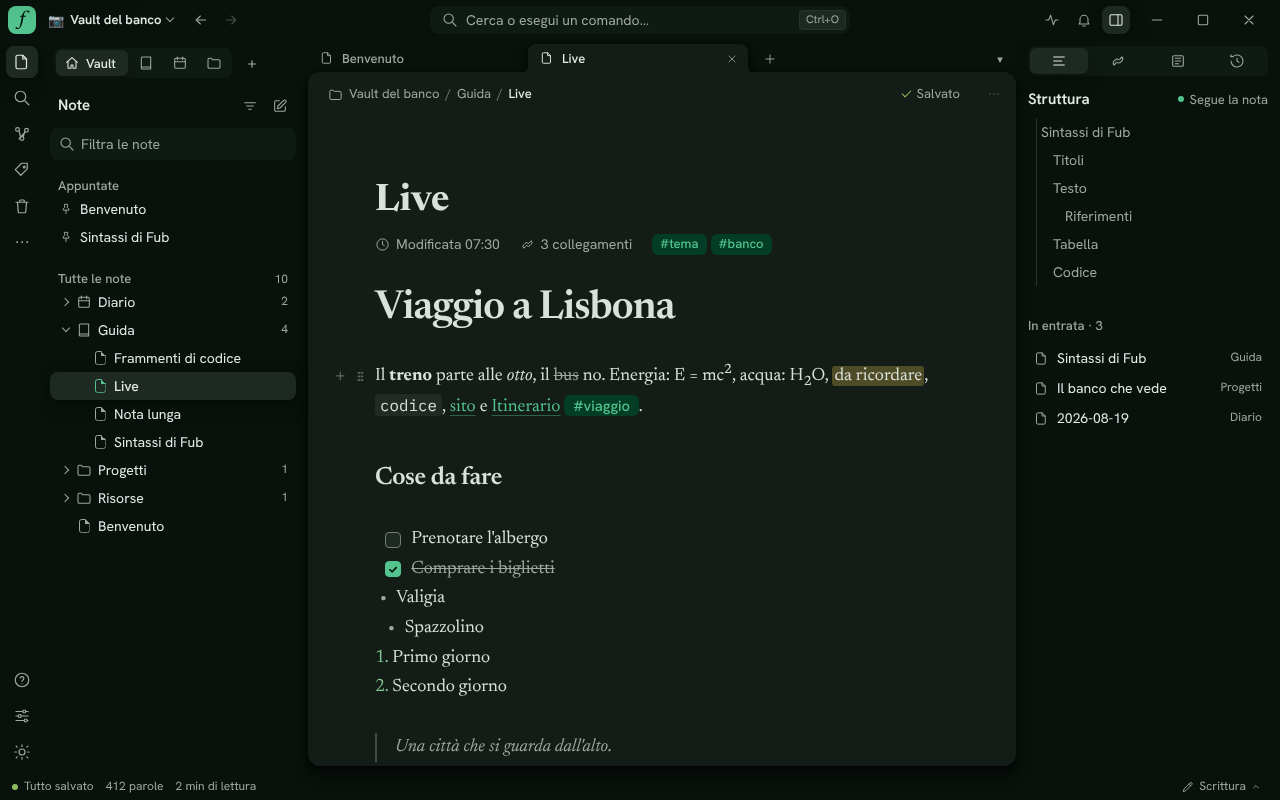 Vault del banco
Cerca o esegui un comando...
Ctrl+O
Vault
Benvenuto
Live
Note
Filtra le note
Appuntate
Benvenuto
Sintassi di Fub
Tutte le note 10
Diario 2
Guida 4
Frammenti di codice
Live
Nota lunga
Sintassi di Fub
Progetti 1
Risorse 1
Benvenuto
Vault del banco / Guida / Live
Salvato
Live
Modificata 07:30 3 collegamenti #tema #banco
Viaggio a Lisbona
Il treno parte alle otto, il bus no. Energia: E = mc², acqua: H₂O, da ricordare,
codice, sito e Itinerario #viaggio.
Cose da fare
Prenotare l'albergo
Comprare i biglietti
• Valigia
• Spazzolino
1. Primo giorno
2. Secondo giorno
Una città che si guarda dall'alto.
Struttura
Segue la nota
Sintassi di Fub
Titoli
Testo
Riferimenti
Tabella
Codice
In entrata · 3
Sintassi di Fub Guida
Il banco che vede Progetti
2026-08-19 Diario
Tutto salvato 412 parole 2 min di lettura
Scrittura